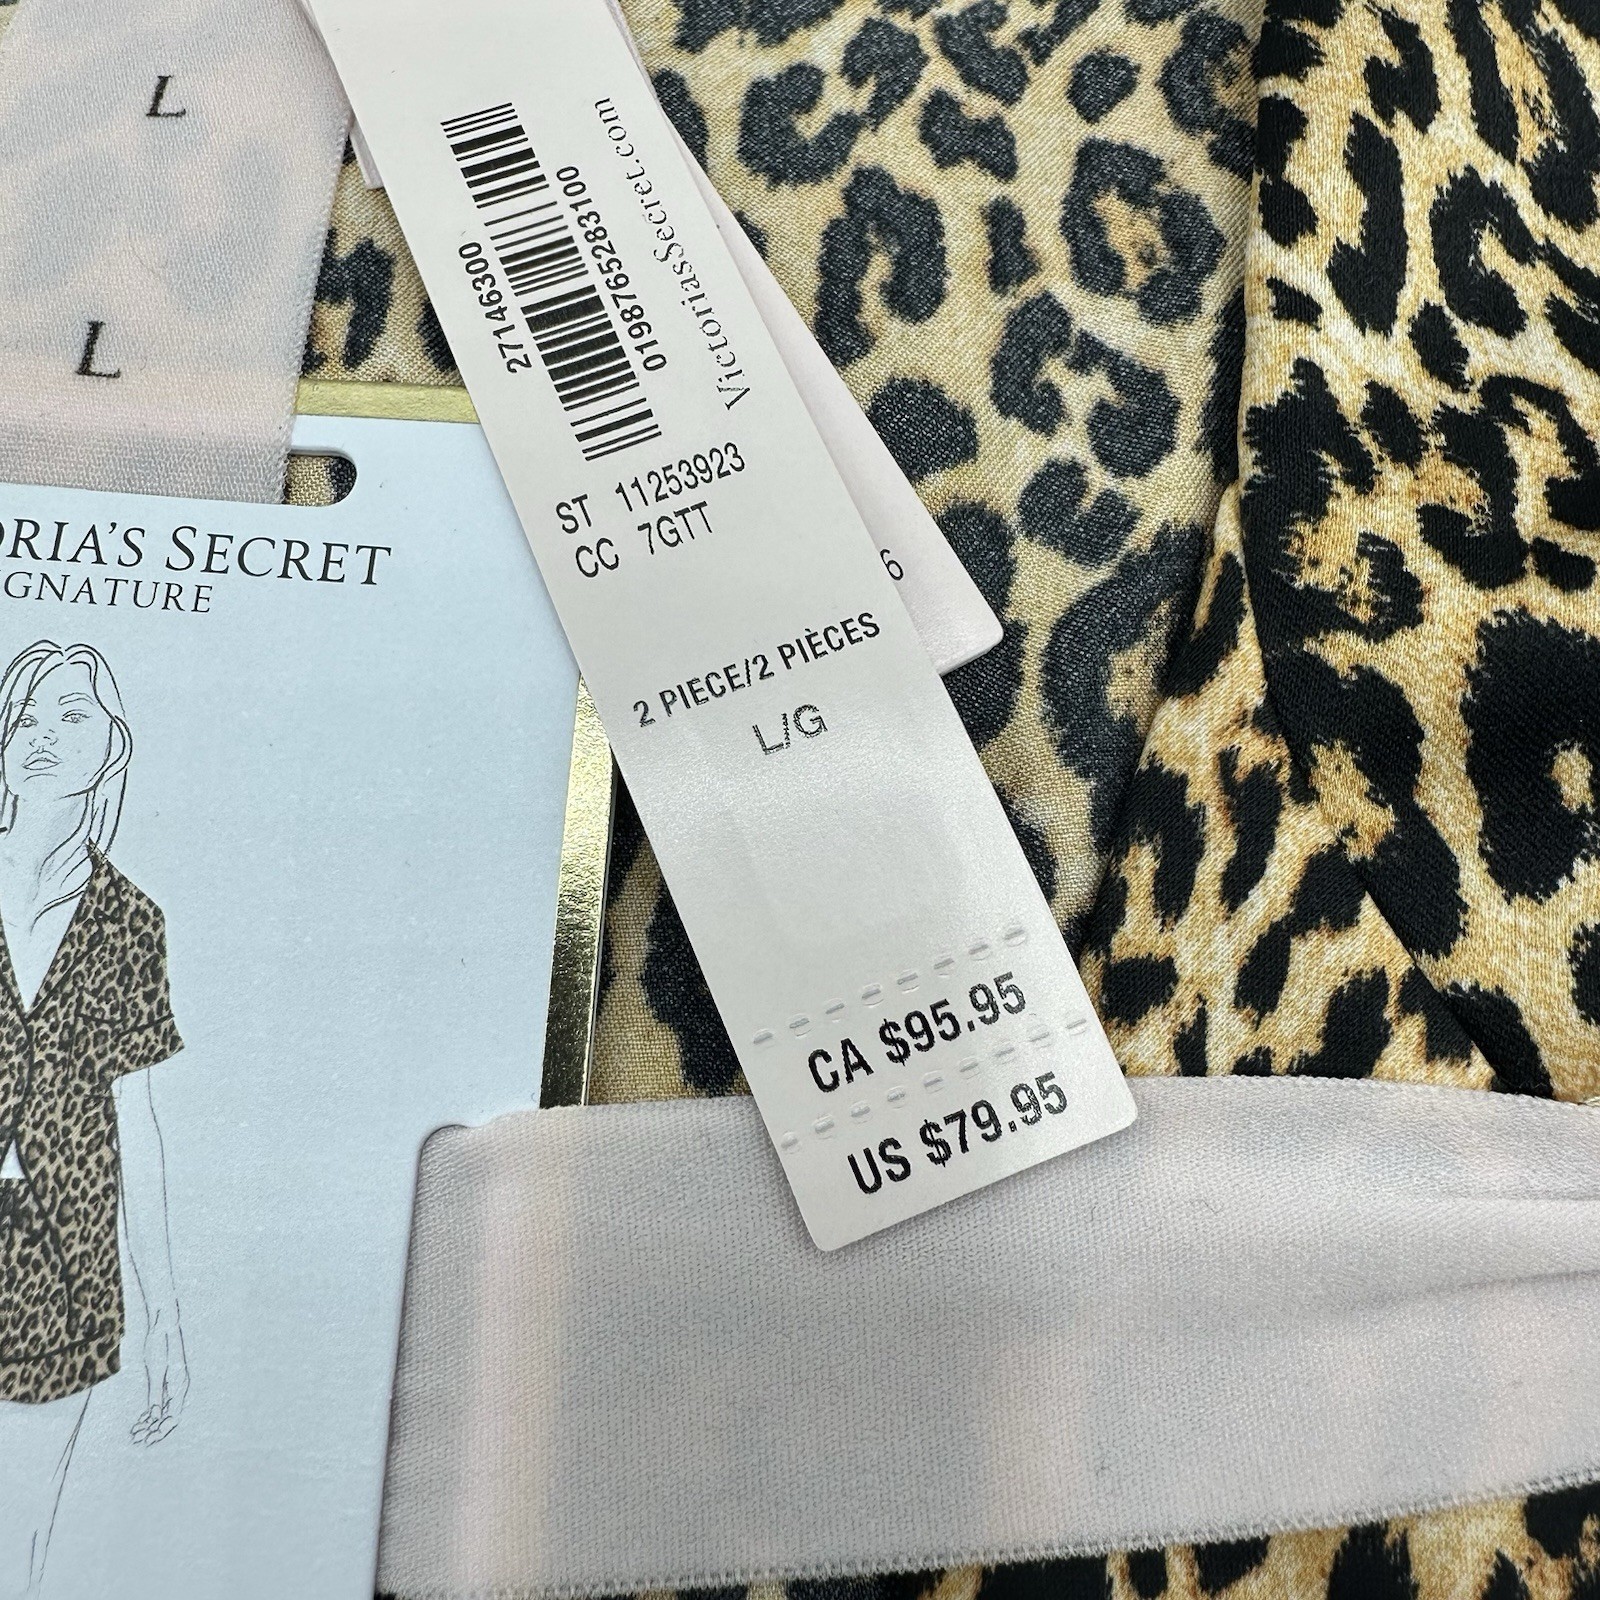 L
L
27146300
0198765283100
VictoriasSecret.com
ST 11253923
CC 7GTT
6
2 PIECE/2 PIÈCES
L/G
CA $95.95
US $79.95
ORIA'S SECRET
GNATURE